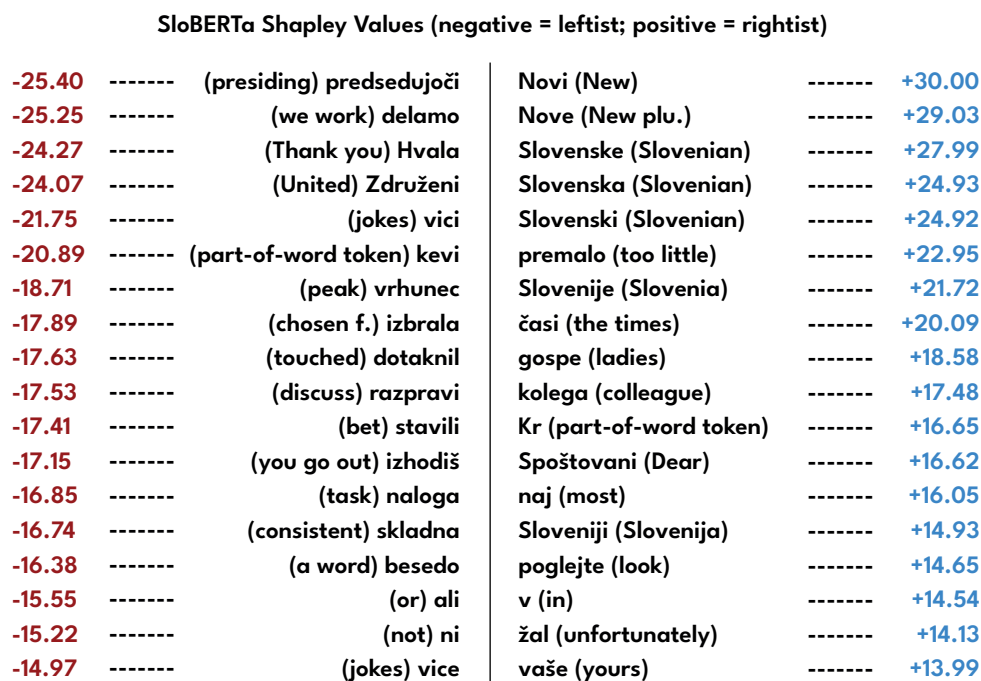 SloBERTa Shapley Values (negative = leftist; positive = rightist)
-25.40 ------- (presiding) predsedujoči Novi (New) ------- +30.00
-25.25 ------- (we work) delamo Nove (New plu.) ------- +29.03
-24.27 ------- (Thank you) Hvala Slovenske (Slovenian) ------- +27.99
-24.07 ------- (United) Združeni Slovenska (Slovenian) ------- +24.93
-21.75 ------- (jokes) vici Slovenski (Slovenian) ------- +24.92
-20.89 ------- (part-of-word token) kevi premalo (too little) ------- +22.95
-18.71 ------- (peak) vrhunec Slovenije (Slovenia) ------- +21.72
-17.89 ------- (chosen f.) izbrala časi (the times) ------- +20.09
-17.63 ------- (touched) dotaknil gospe (ladies) ------- +18.58
-17.53 ------- (discuss) razpravi kolega (colleague) ------- +17.48
-17.41 ------- (bet) stavili Kr (part-of-word token) ------- +16.65
-17.15 ------- (you go out) izhodiš Spoštovani (Dear) ------- +16.62
-16.85 ------- (task) naloga naj (most) ------- +16.05
-16.74 ------- (consistent) skladna Sloveniji (Slovenija) ------- +14.93
-16.38 ------- (a word) besedo poglejte (look) ------- +14.65
-15.55 ------- (or) ali v (in) ------- +14.54
-15.22 ------- (not) ni žal (unfortunately) ------- +14.13
-14.97 ------- (jokes) vice vaše (yours) ------- +13.99